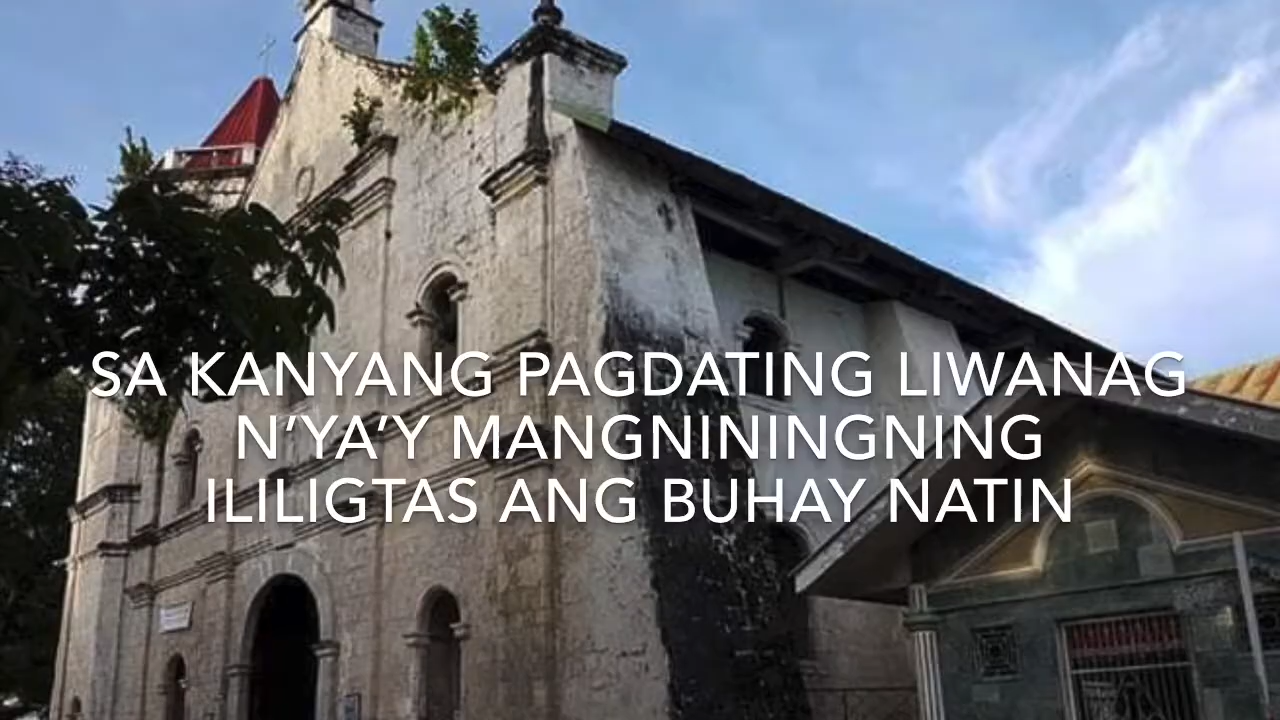 SA KANYANG PAGDATING LIWANAG
N’YA’Y MANGNININGNING
ILILIGTAS ANG BUHAY NATIN